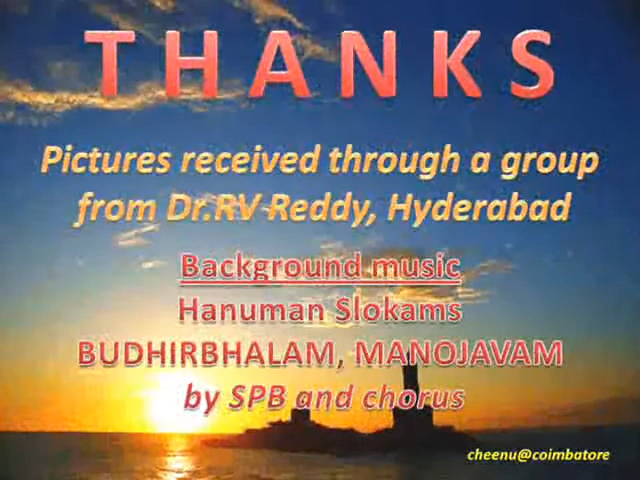 THANKS
Pictures received through a group
from Dr.RV Reddy, Hyderabad
Background music
Hanuman Slokams
BUDHIRBHALAM, MANOJAVAM
by SPB and chorus
cheenu@coimbatore